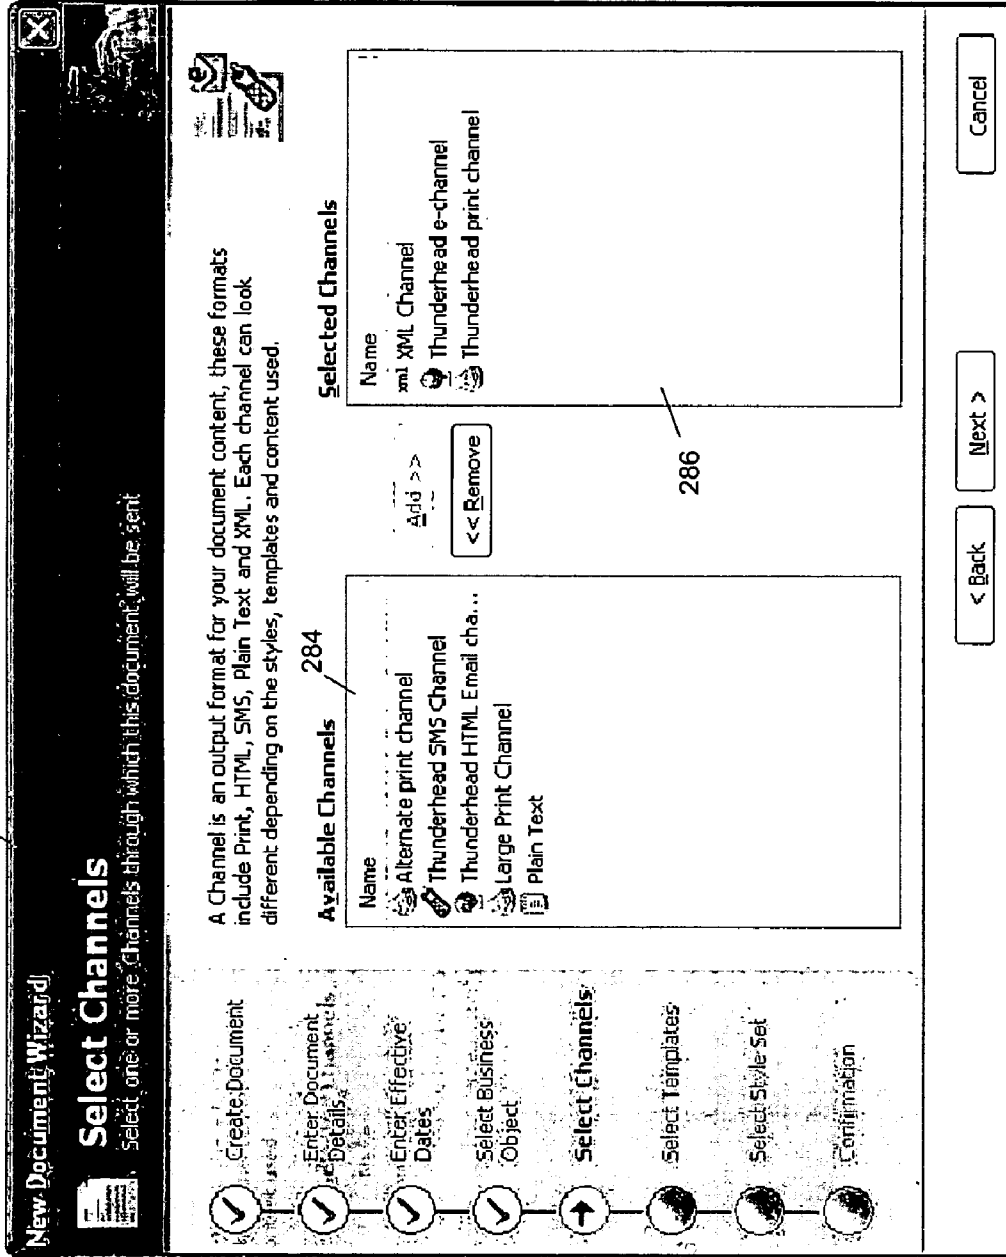 New Document Wizard
Select Channels
Select one or more Channels through which this document will be sent
Create Document
Enter Document
Details
Enter Effective
Dates
Select Business
Object
Select Channels
Select Templates
Select Style Set
Confirmation
A Channel is an output format for your document content, these formats
include Print, HTML, SMS, Plain Text and XML. Each channel can look
different depending on the styles, templates and content used.
Available Channels
284
Name
Alternate print channel
Thunderhead SMS Channel
Thunderhead HTML Email cha...
Large Print Channel
Plain Text
Add >>
<< Remove
Selected Channels
Name
xml XML Channel
Thunderhead e-channel
Thunderhead print channel
286
< Back
Next >
Cancel